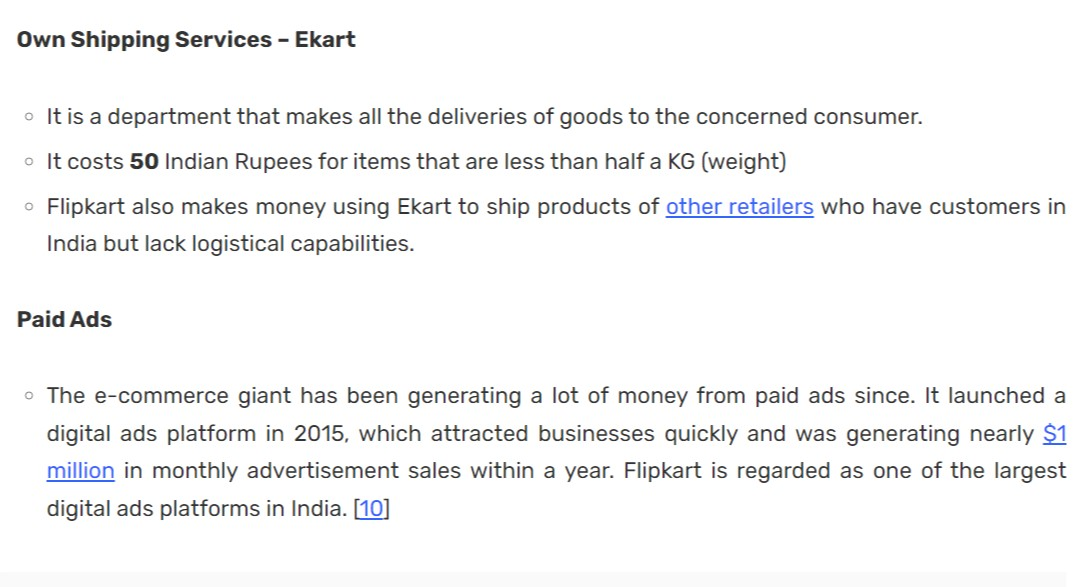 Own Shipping Services – Ekart
◦ It is a department that makes all the deliveries of goods to the concerned consumer.
◦ It costs 50 Indian Rupees for items that are less than half a KG (weight)
◦ Flipkart also makes money using Ekart to ship products of other retailers who have customers in
India but lack logistical capabilities.
Paid Ads
◦ The e-commerce giant has been generating a lot of money from paid ads since. It launched a
digital ads platform in 2015, which attracted businesses quickly and was generating nearly $1
million in monthly advertisement sales within a year. Flipkart is regarded as one of the largest
digital ads platforms in India. [10]